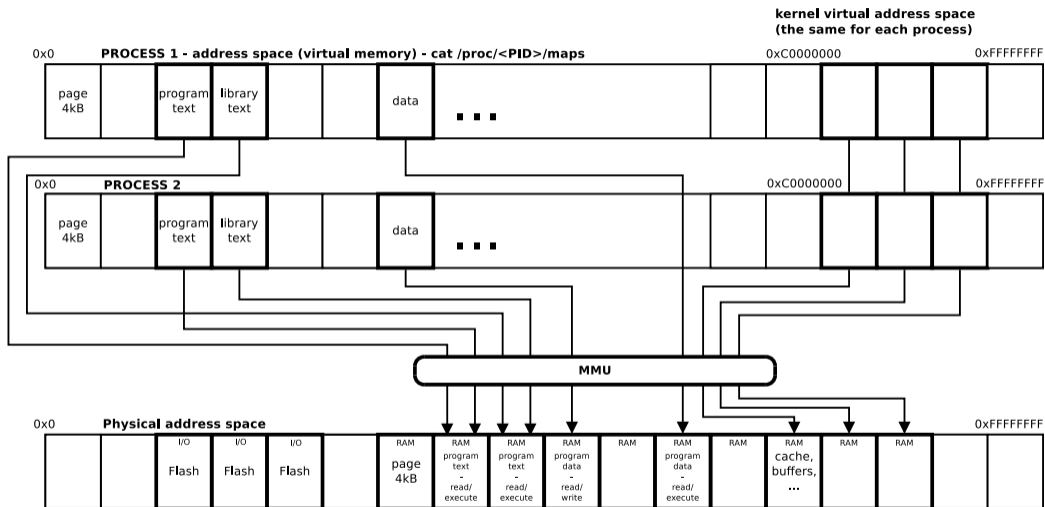 kernel virtual address space
(the same for each process)
0x0
PROCESS 1 - address space (virtual memory) - cat /proc/<PID>/maps
0xC0000000
0xFFFFFFFF
page
4kB
program
text
library
text
data
...
0x0
PROCESS 2
0xC0000000
0xFFFFFFFF
page
4kB
program
text
library
text
data
...
MMU
0x0
Physical address space
0xFFFFFFFF
I/O
Flash
I/O
Flash
I/O
Flash
RAM
page
4kB
RAM
program
text
-
read/
execute
RAM
program
text
-
read/
execute
RAM
program
data
-
read/
write
RAM
RAM
program
data
-
read/
execute
RAM
cache,
buffers,
...
RAM
RAM